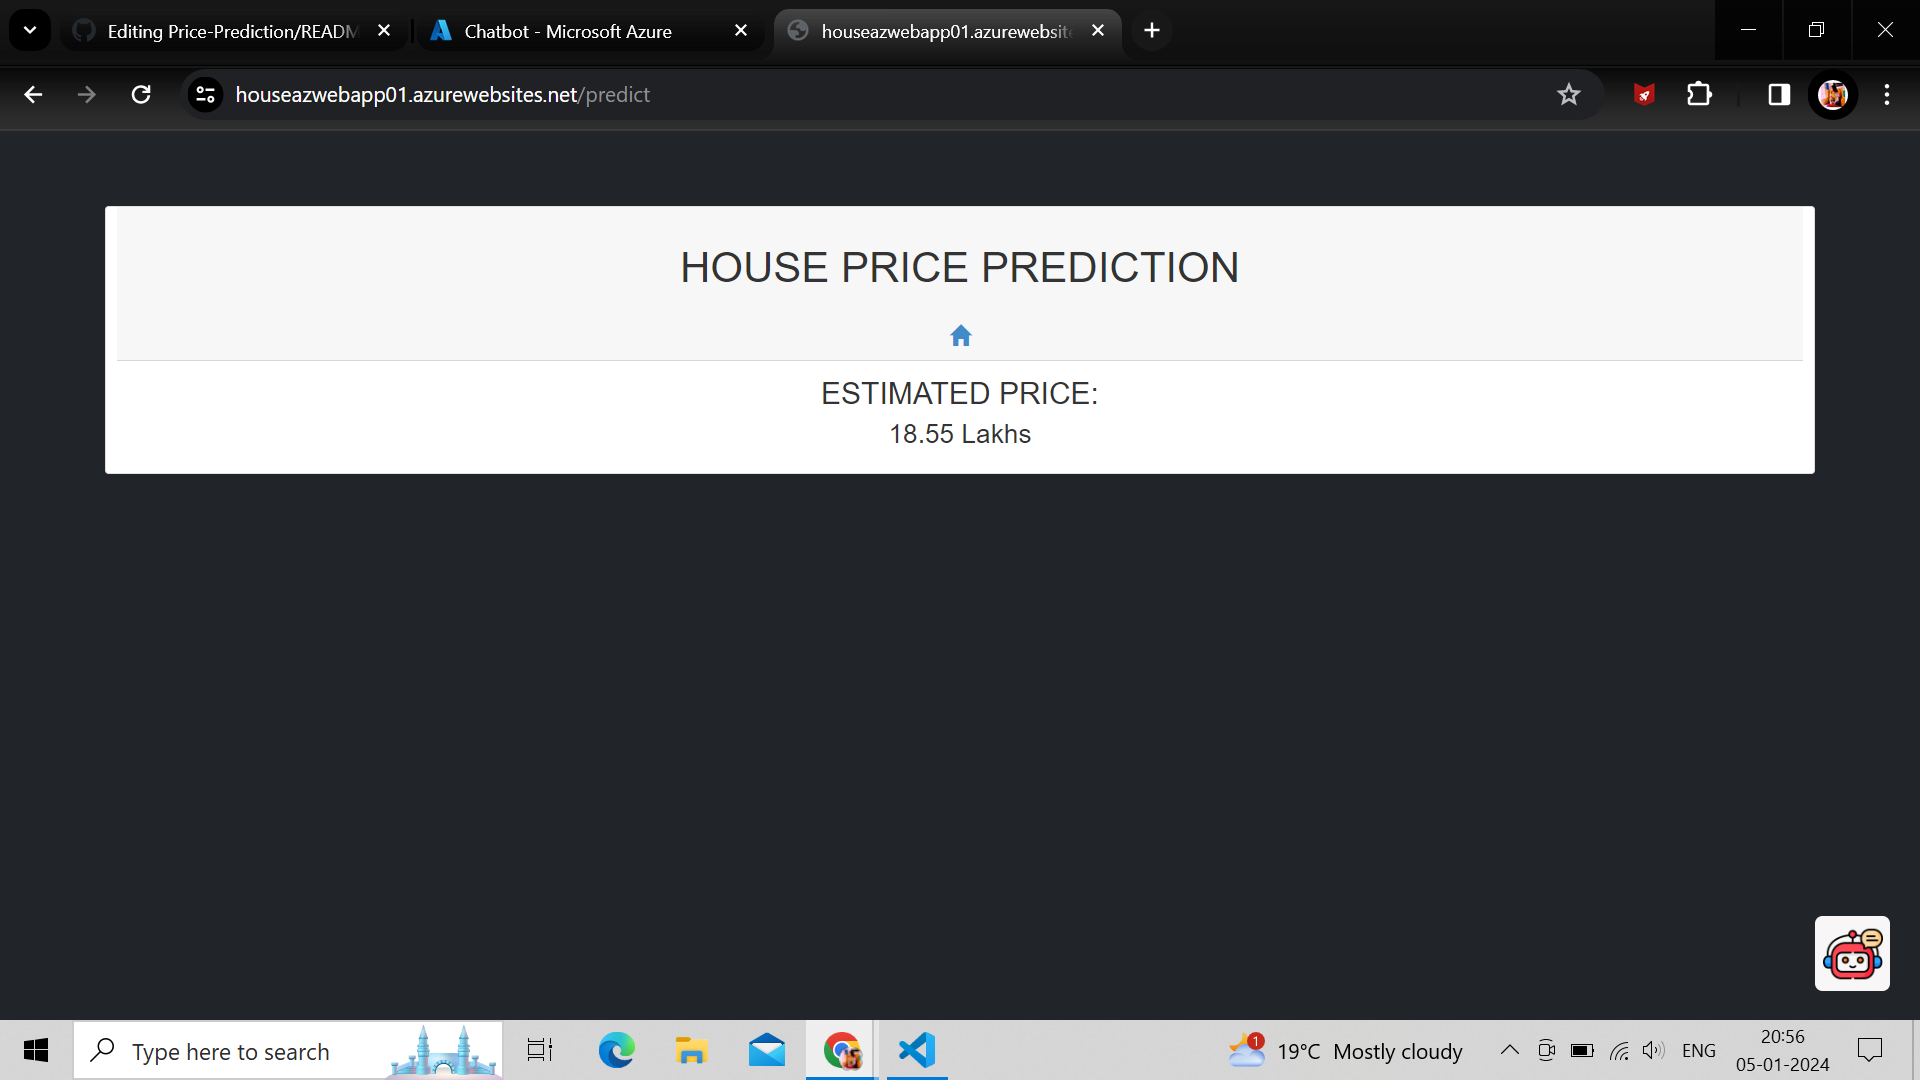 Editing Price-Prediction/READM
Chatbot - Microsoft Azure
houseazwebapp01.azurewebsite
houseazwebapp01.azurewebsites.net/predict
HOUSE PRICE PREDICTION
ESTIMATED PRICE:
18.55 Lakhs
Type here to search
1
19°C Mostly cloudy
ENG
20:56
05-01-2024